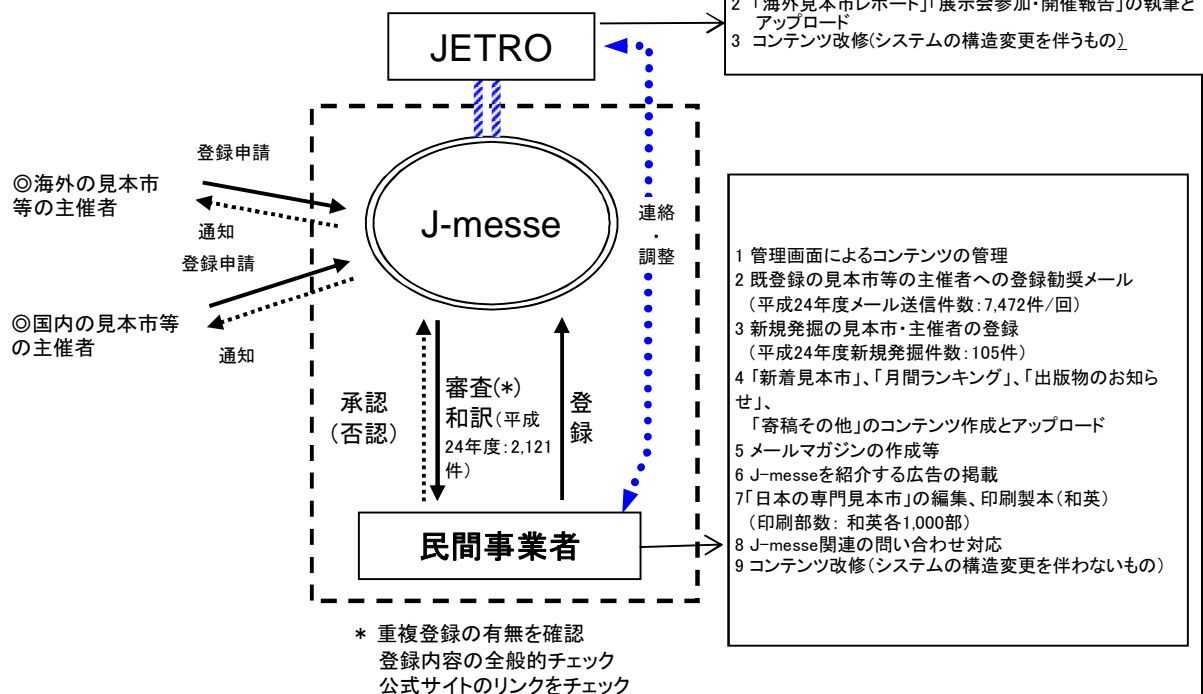 2 「海外見本市レポート」「展示会参加・開催報告」の執筆と
アップロード
3 コンテンツ改修(システムの構造変更を伴うもの)
JETRO
登録申請
◎海外の見本市
等の主催者
通知
登録申請
◎国内の見本市等
の主催者
通知
J-messe
連絡
・
調整
承認
(否認)
審査(*)
和訳(平成
24年度:2,121
件)
登
録
民間事業者
1 管理画面によるコンテンツの管理
2 既登録の見本市等の主催者への登録勧奨メール
(平成24年度メール送信件数:7,472件/回)
3 新規発掘の見本市・主催者の登録
(平成24年度新規発掘件数:105件)
4 「新着見本市」、「月間ランキング」、「出版物のお知ら
せ」、
「寄稿その他」のコンテンツ作成とアップロード
5 メールマガジンの作成等
6 J-messeを紹介する広告の掲載
7「日本の専門見本市」の編集、印刷製本(和英)
(印刷部数: 和英各1,000部)
8 J-messe関連の問い合わせ対応
9 コンテンツ改修(システムの構造変更を伴わないもの)
* 重複登録の有無を確認
登録内容の全般的チェック
公式サイトのリンクをチェック